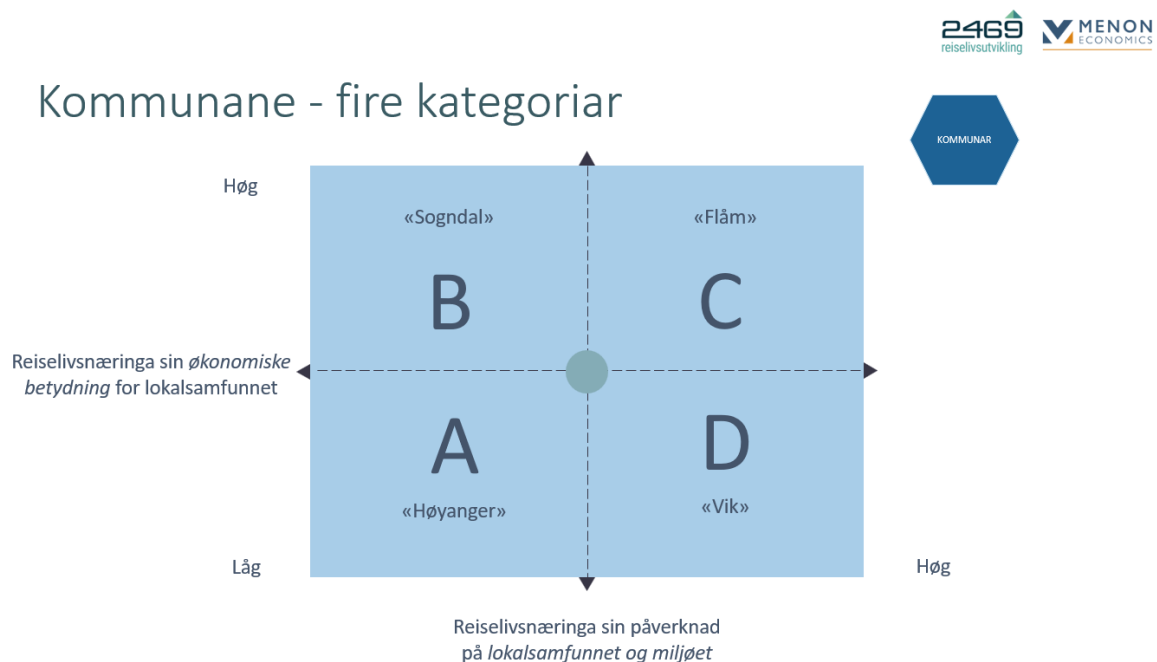 2469
reiselivsutvikling
MENON
ECONOMICS
Kommunane - fire kategoriar
KOMMUNAR
Høg
«Sogndal»
«Flåm»
B
C
Reiselivsnæringa sin økonomiske
betydning for lokalsamfunnet
A
D
«Høyanger»
«Vik»
Låg
Høg
Reiselivsnæringa sin påverknad
på lokalsamfunnet og miljøet